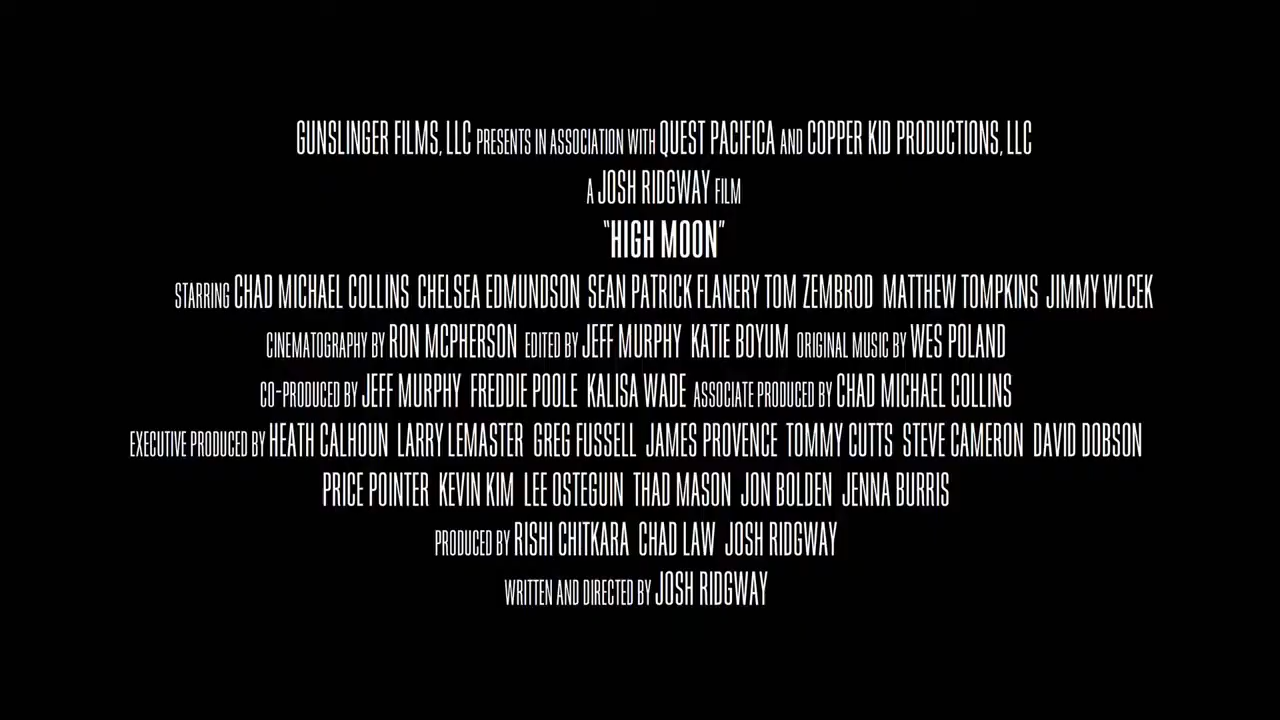 GUNSLINGER FILMS, LLC PRESENTS IN ASSOCIATION WITH QUEST PACIFICA AND COPPER KID PRODUCTIONS, LLC
A JOSH RIDGWAY FILM
“HIGH MOON”
STARRING CHAD MICHAEL COLLINS CHELSEA EDMUNDSON SEAN PATRICK FLANERY TOM ZEMBROD MATTHEW TOMPKINS JIMMY WLCEK
CINEMATOGRAPHY BY RON MCPHERSON EDITED BY JEFF MURPHY KATIE BOYUM ORIGINAL MUSIC BY WES POLAND
CO-PRODUCED BY JEFF MURPHY FREDDIE POOLE KALISA WADE ASSOCIATE PRODUCED BY CHAD MICHAEL COLLINS
EXECUTIVE PRODUCED BY HEATH CALHOUN LARRY LEMASTER GREG FUSSELL JAMES PROVENCE TOMMY CUTTS STEVE CAMERON DAVID DOBSON
PRICE POINTER KEVIN KIM LEE OSTEGUIN THAD MASON JON BOLDEN JENNA BURRIS
PRODUCED BY RISHI CHITKARA CHAD LAW JOSH RIDGWAY
WRITTEN AND DIRECTED BY JOSH RIDGWAY